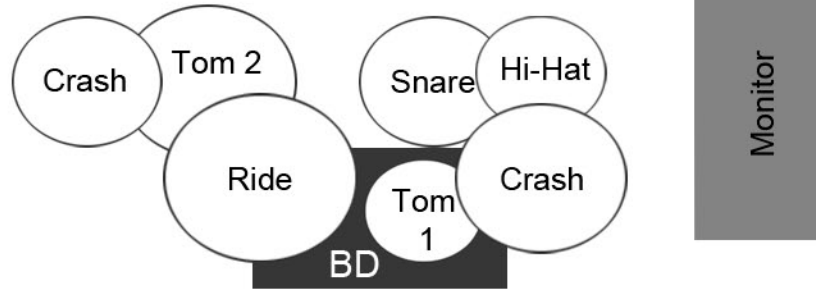 Crash
Tom 2
Snare
Hi-Hat
Monitor
Ride
Tom
1
Crash
BD